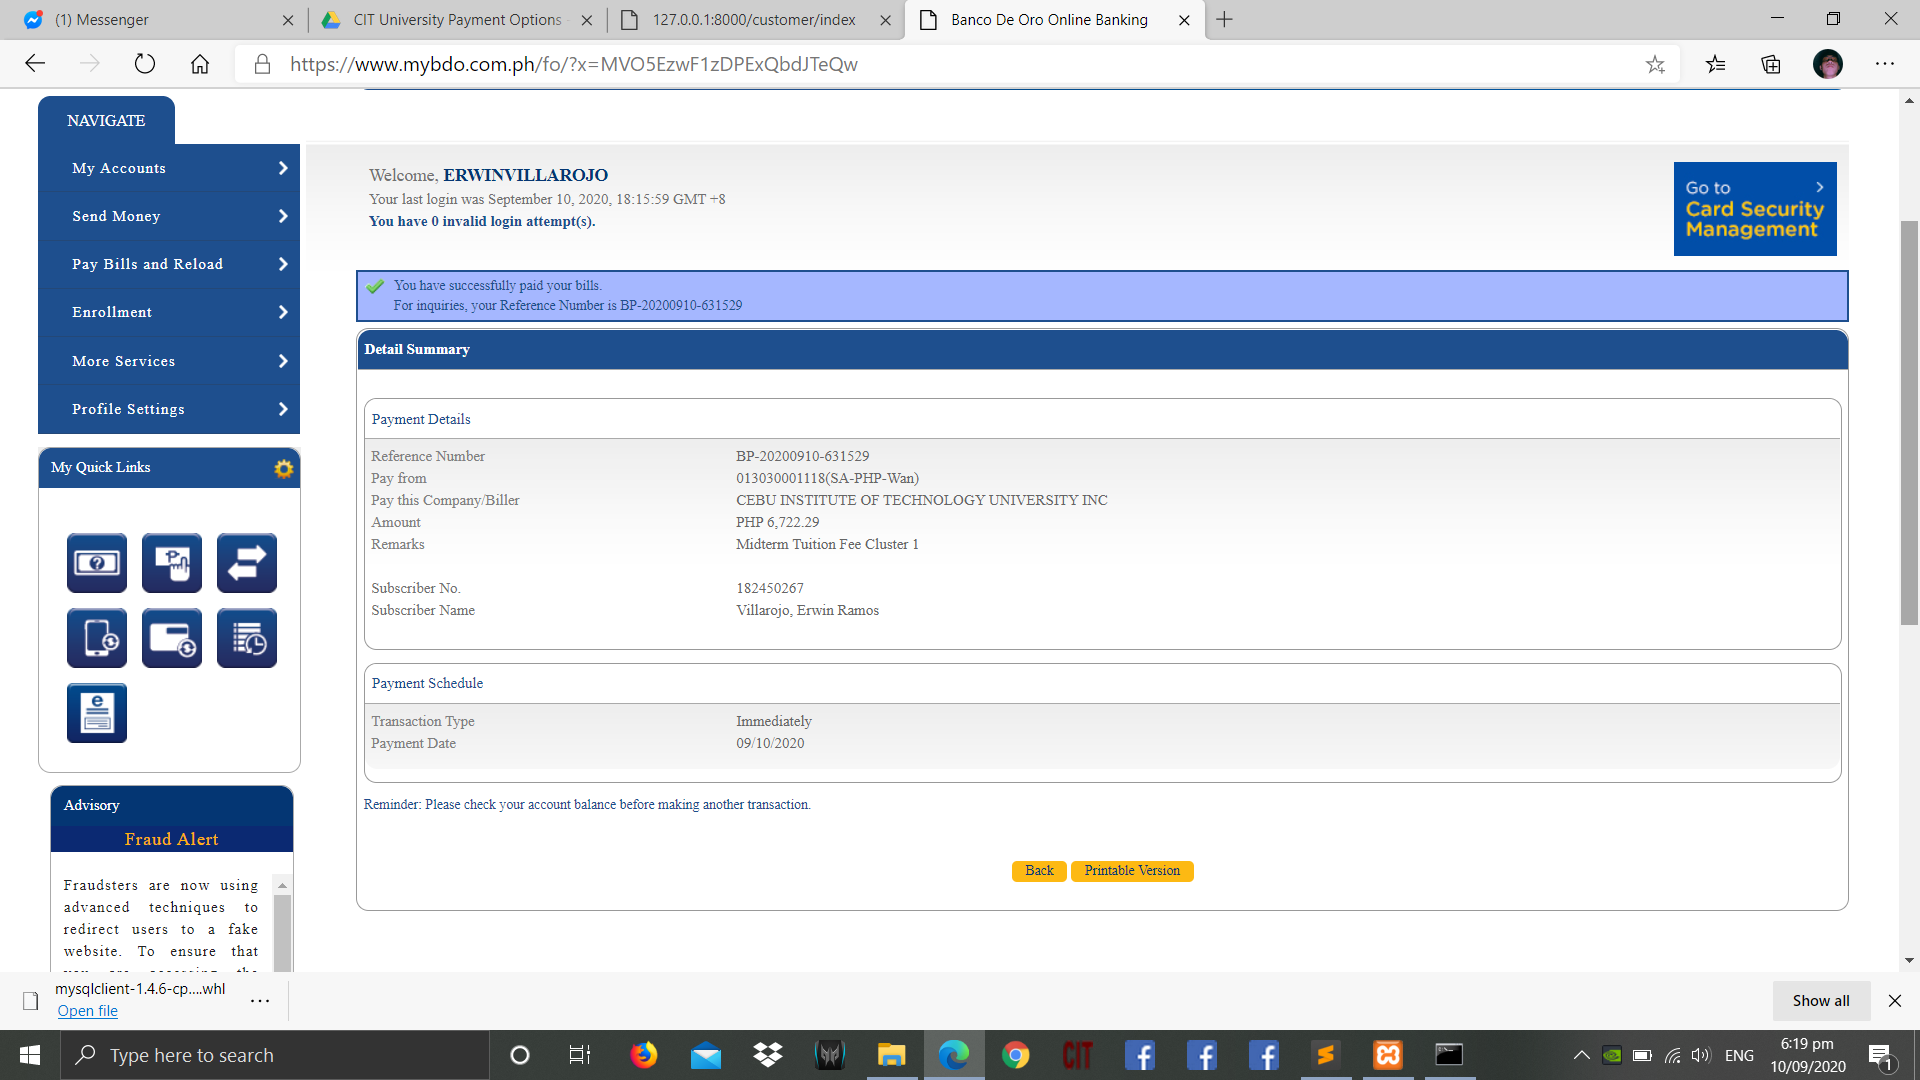 (1) Messenger
CIT University Payment Options
127.0.0.1:8000/customer/index
Banco De Oro Online Banking
https://www.mybdo.com.ph/fo/?x=MVO5EzwF1zDPExQbdJTeQw
NAVIGATE
My Accounts
Send Money
Pay Bills and Reload
Enrollment
More Services
Profile Settings
My Quick Links
Advisory
Fraud Alert
Fraudsters are now using
advanced techniques to
redirect users to a fake
website. To ensure that
Welcome, ERWINVILLAROJO
Your last login was September 10, 2020, 18:15:59 GMT +8
You have 0 invalid login attempt(s).
Go to
Card Security
Management
You have successfully paid your bills.
For inquiries, your Reference Number is BP-20200910-631529
Detail Summary
Payment Details
Reference Number BP-20200910-631529
Pay from 013030001118(SA-PHP-Wan)
Pay this Company/Biller CEBU INSTITUTE OF TECHNOLOGY UNIVERSITY INC
Amount PHP 6,722.29
Remarks Midterm Tuition Fee Cluster 1
Subscriber No. 182450267
Subscriber Name Villarojo, Erwin Ramos
Payment Schedule
Transaction Type Immediately
Payment Date 09/10/2020
Reminder: Please check your account balance before making another transaction.
Back Printable Version
mysqlclient-1.4.6-cp....whl
Open file
Show all
Type here to search
CIT
ENG
6:19 pm
10/09/2020
1